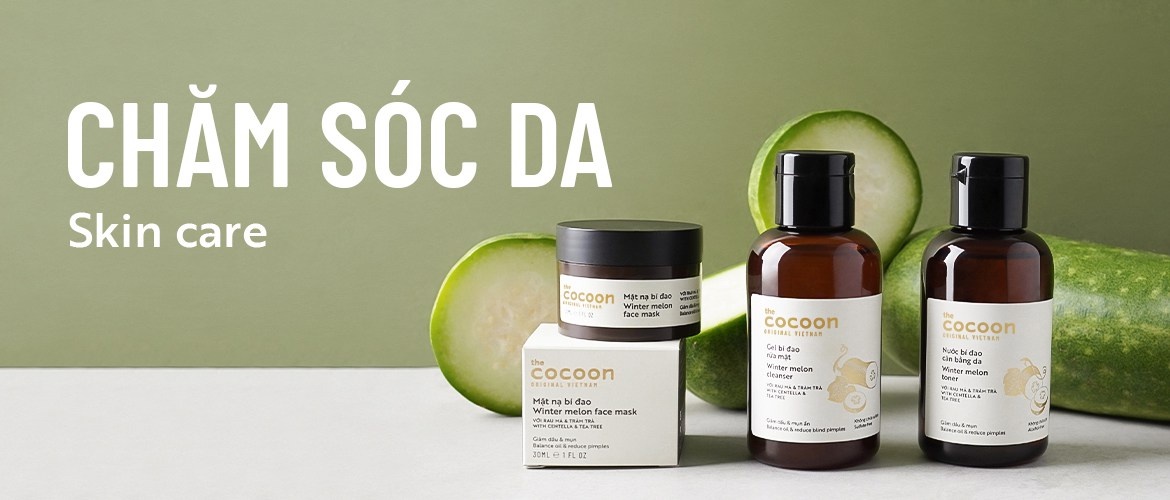 CHĂM SÓC DA
Skin care
the
cocoon
Mặt nạ bí đao
Winter melon
face mask
the
cocoon
ORIGINAL VIETNAM
Mặt nạ bí đao
Winter melon face mask
VỚI RAU MÁ & TRÀM TRÀ
WITH CENTELLA &
TEA TREE
Giảm dầu & mụn
Balance oil & reduce pimples
30ML ℮ 1 FL OZ
the
cocoon
ORIGINAL VIETNAM
Gel bí đao
rửa mặt
Winter melon
cleanser
VỚI RAU MÁ & TRÀM TRÀ
WITH CENTELLA &
TEA TREE
Giảm dầu & mụn ẩn
Balance oil & reduce blind pimples
the
cocoon
ORIGINAL VIETNAM
Nước bí đao
cân bằng da
Winter melon
toner
VỚI RAU MÁ & TRÀM TRÀ
WITH CENTELLA &
TEA TREE
Giảm dầu & mụn
Balance oil & reduce pimples